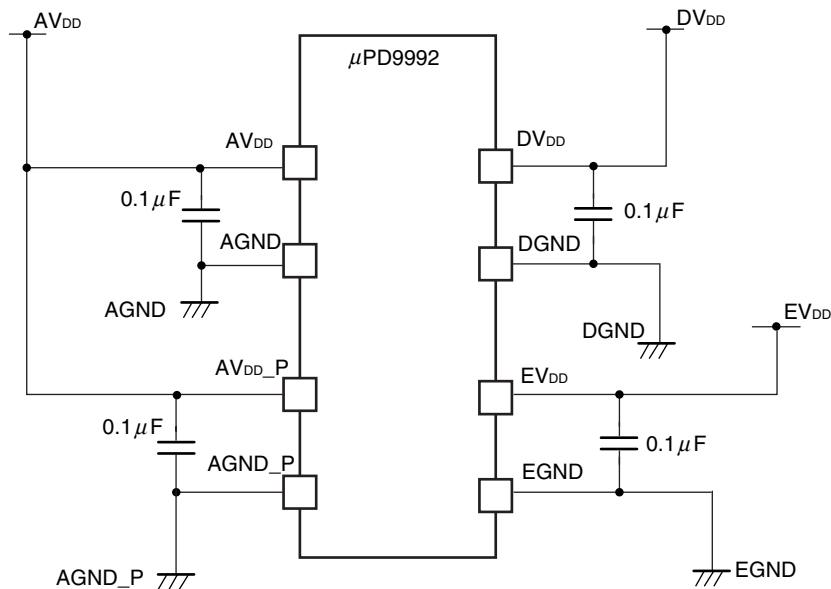 AVDD
DVDD
μPD9992
AVDD
DVDD
0.1μF
0.1μF
AGND
DGND
AGND
DGND
EVDD
AVDD_P
EVDD
0.1μF
0.1μF
AGND_P
EGND
AGND_P
EGND